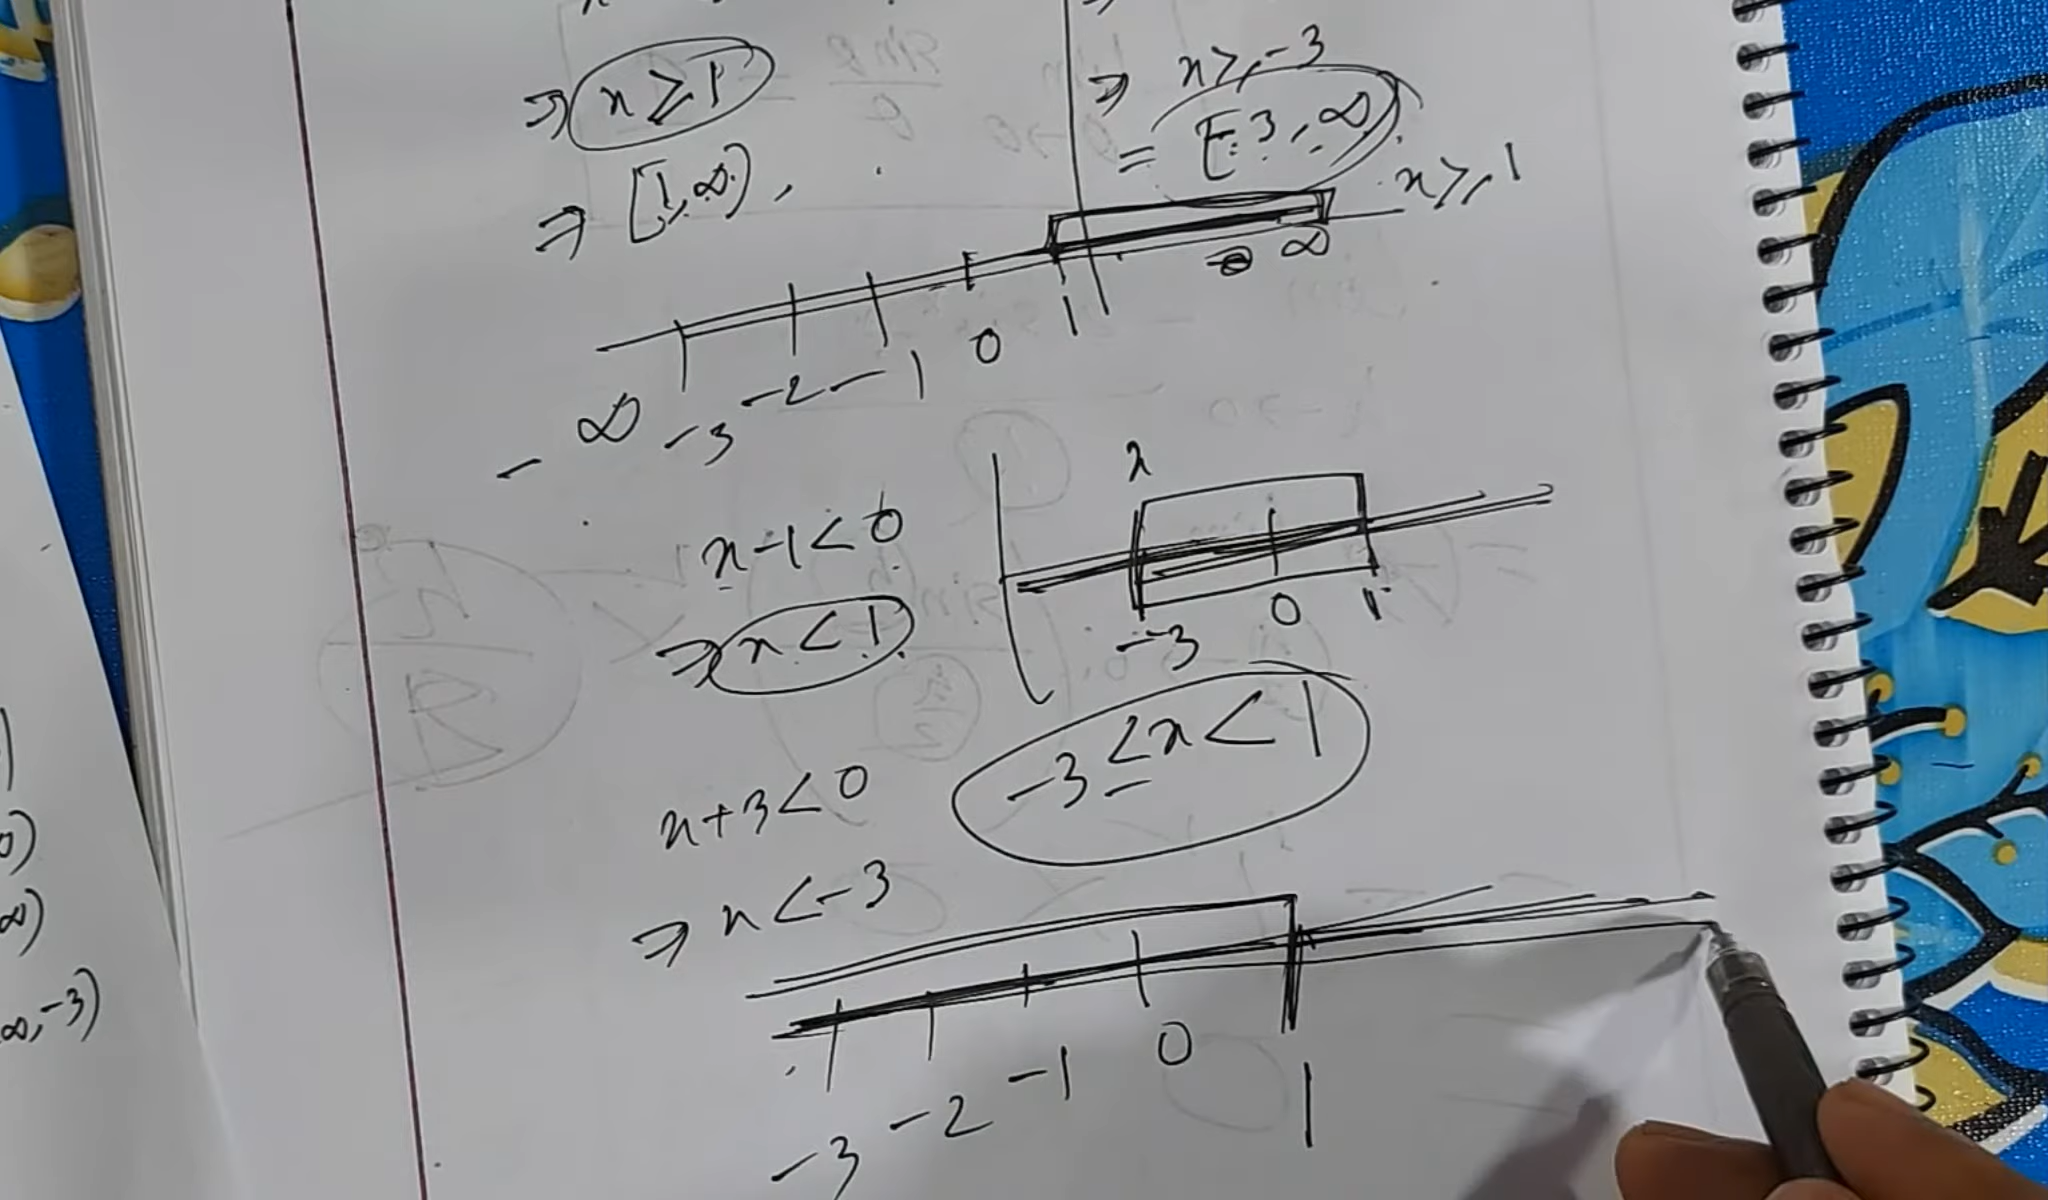 ⇒ x ≥ 1
⇒ [1, ∞),
⇒ x ≥ -3
= [-3, ∞)
x ≥ 1
∞
-∞ -3 -2 -1 0 1
x-1<0
⇒ x < 1
x
-3 0 1
-3 ≤ x < 1
x+3<0
⇒ x < -3
-3 -2 -1 0 1
∞, -3)